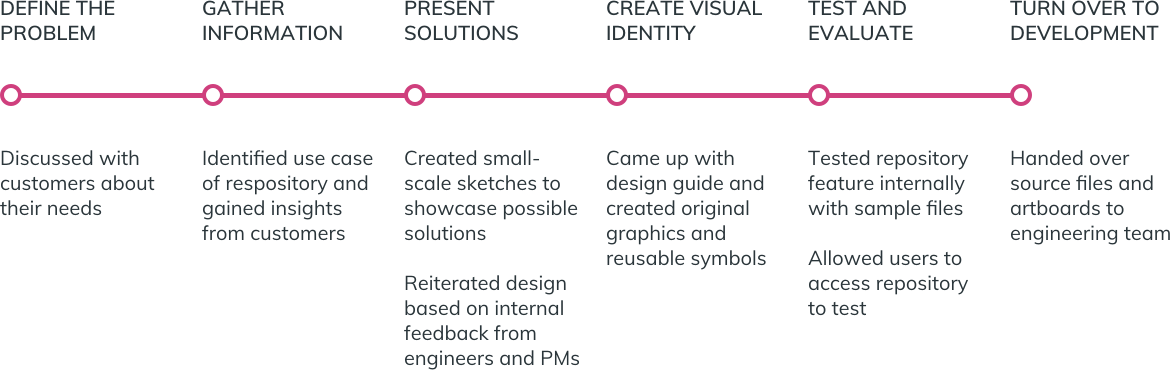 DEFINE THE
PROBLEM
GATHER
INFORMATION
PRESENT
SOLUTIONS
CREATE VISUAL
IDENTITY
TEST AND
EVALUATE
TURN OVER TO
DEVELOPMENT
Discussed with
customers about
their needs
Identified use case
of respository and
gained insights
from customers
Created small-
scale sketches to
showcase possible
solutions
Reiterated design
based on internal
feedback from
engineers and PMs
Came up with
design guide and
created original
graphics and
reusable symbols
Tested repository
feature internally
with sample files
Allowed users to
access repository
to test
Handed over
source files and
artboards to
engineering team